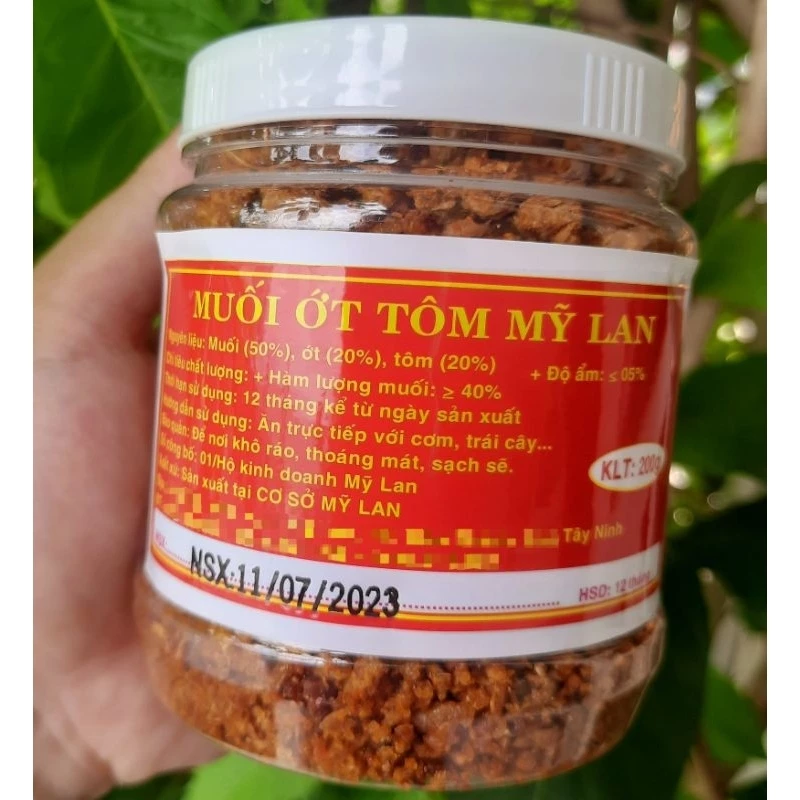 MUỐI ỚT TÔM MỸ LAN
Nguyên liệu: Muối (50%), ớt (20%), tôm (20%)
Chỉ tiêu chất lượng: + Hàm lượng muối: ≥ 40% + Độ ẩm: ≤ 05%
Thời hạn sử dụng: 12 tháng kể từ ngày sản xuất
Hướng dẫn sử dụng: Ăn trực tiếp với cơm, trái cây...
Bảo quản: Để nơi khô ráo, thoáng mát, sạch sẽ.
Số công bố: 01/Hộ kinh doanh Mỹ Lan
KLT: 200g
Xuất xứ: Sản xuất tại CƠ SỞ MỸ LAN
Tây Ninh
NSX:
NSX:11/07/2023
HSD: 12 tháng